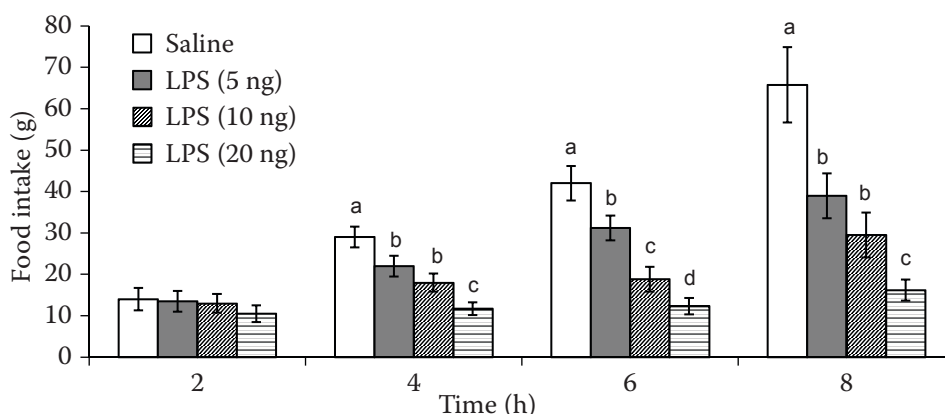 Food intake (g)
80
70
60
50
40
30
20
10
0
Saline
LPS (5 ng)
LPS (10 ng)
LPS (20 ng)
a
b
b
c
a
b
c
d
a
b
b
c
2
4
6
8
Time (h)